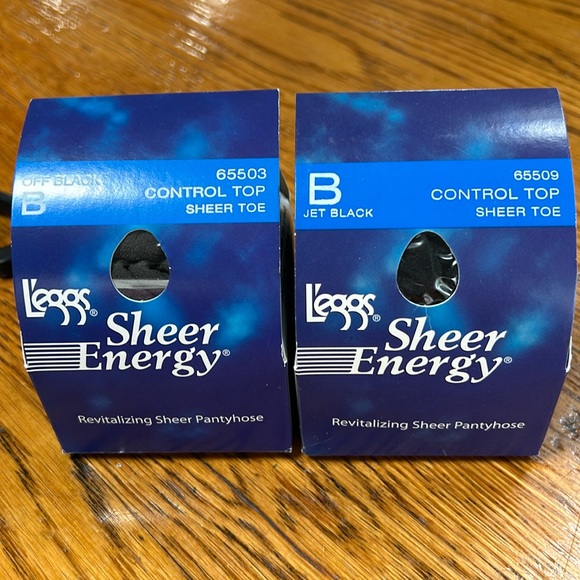 OFF BLACK
B
65503
CONTROL TOP
SHEER TOE
L'eggs®
Sheer
Energy®
Revitalizing Sheer Pantyhose
B
JET BLACK
65509
CONTROL TOP
SHEER TOE
L'eggs®
Sheer
Energy®
Revitalizing Sheer Pantyhose